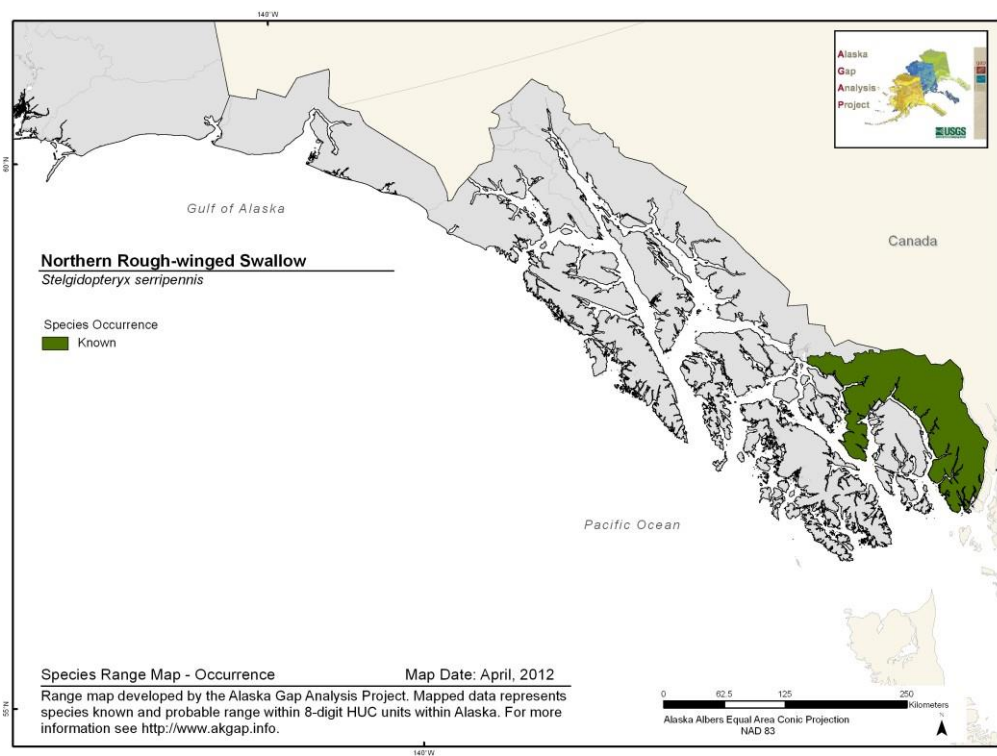 140°W
Alaska
Gap
Analysis
Project
USGS
60°N
Gulf of Alaska
Canada
Northern Rough-winged Swallow
Stelgidopteryx serripennis
Species Occurrence
Known
Pacific Ocean
Species Range Map - Occurrence Map Date: April, 2012
Range map developed by the Alaska Gap Analysis Project. Mapped data represents
species known and probable range within 8-digit HUC units within Alaska. For more
information see http://www.akgap.info.
0 62.5 125 250
Kilometers
Alaska Albers Equal Area Conic Projection
NAD 83
N
55°N